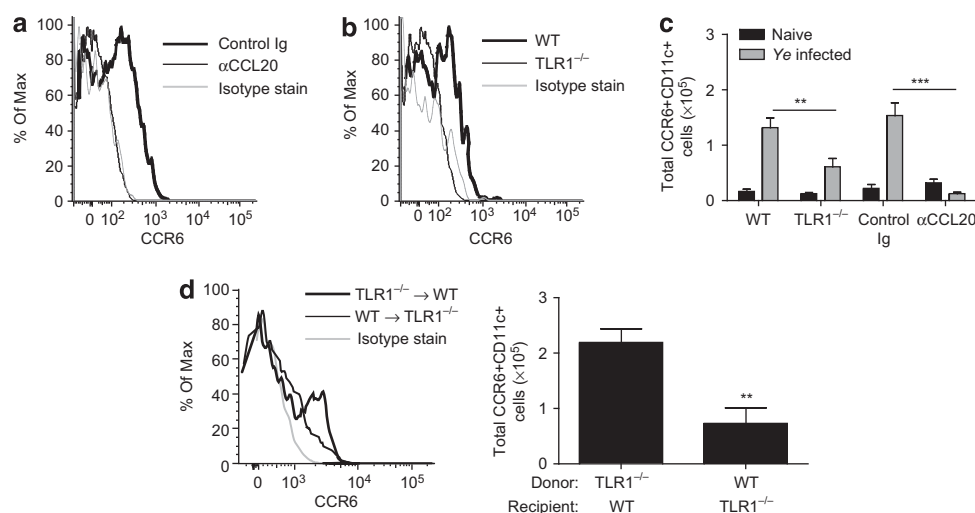 a
% Of Max
100
80
60
40
20
0
Control Ig
αCCL20
Isotype stain
0 10² 10³ 10⁴ 10⁵
CCR6
b
% Of Max
100
80
60
40
20
0
WT
TLR1⁻/⁻
Isotype stain
0 10² 10³ 10⁴ 10⁵
CCR6
c
Total CCR6+CD11c+
cells (×10⁵)
3
2
1
0
Naive
Ye infected
**
***
WT TLR1⁻/⁻ Control αCCL20
Ig
d
% Of Max
100
80
60
40
20
0
TLR1⁻/⁻ → WT
WT → TLR1⁻/⁻
Isotype stain
0 10³ 10⁴ 10⁵
CCR6
Total CCR6+CD11c+
cells (×10⁵)
3
2
1
0
**
Donor: TLR1⁻/⁻ WT
Recipient: WT TLR1⁻/⁻